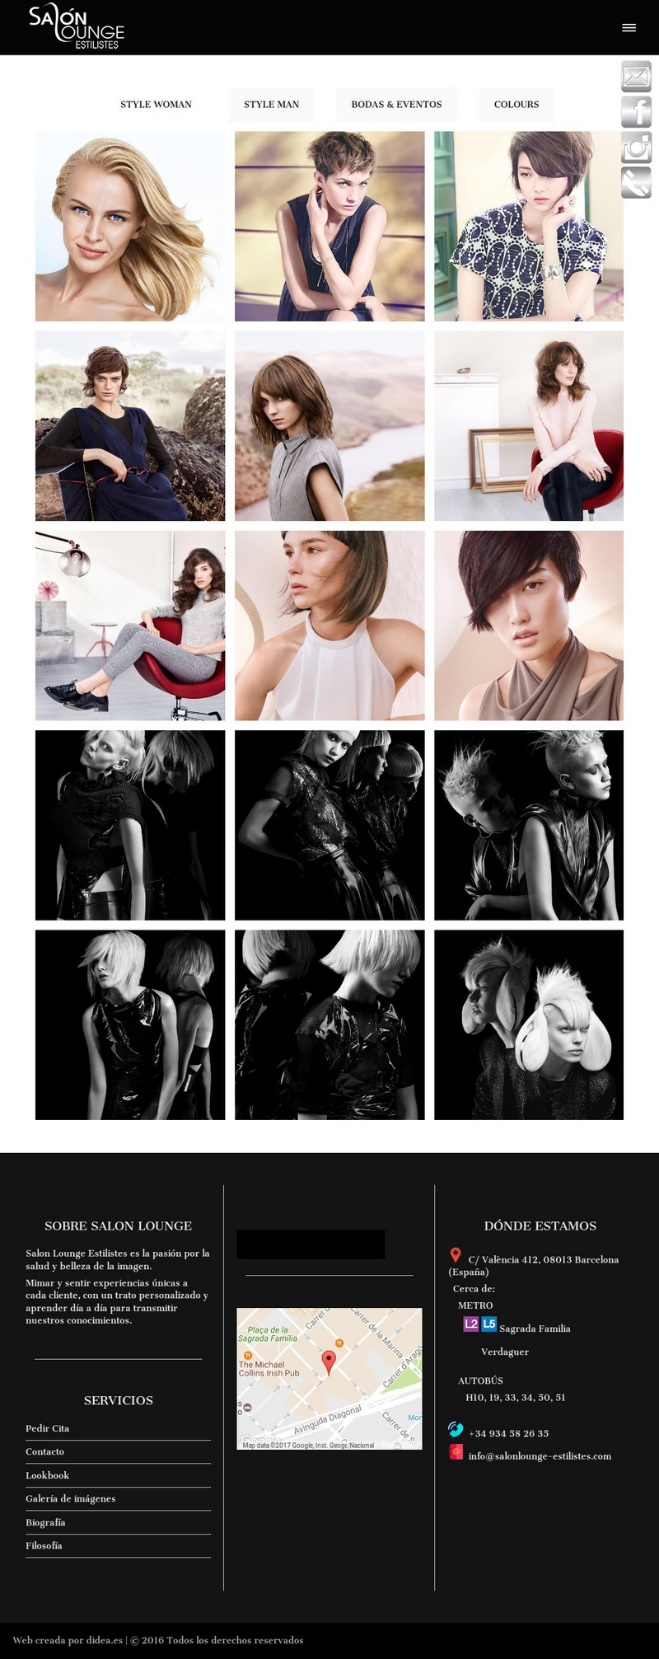 SALÓN
LOUNGE
ESTILISTES
STYLE WOMAN
STYLE MAN
BODAS & EVENTOS
COLOURS
SOBRE SALON LOUNGE
Salon Lounge Estilistes es la pasión por la
salud y belleza de la imagen.
Mimar y sentir experiencias únicas a
cada cliente, con un trato personalizado y
aprender día a día para transmitir
nuestros conocimientos.
SERVICIOS
Pedir Cita
Contacto
Lookbook
Galería de imágenes
Biografía
Filosofía
Plaça de la
Sagrada Família
The Michael
Collins Irish Pub
Carrer de la Marina
Avinguda Diagonal
Map data ©2017 Google, Inst. Geogr. Nacional
DÓNDE ESTAMOS
C/ València 412, 08013 Barcelona
(España)
Cerca de:
METRO
L2 L5 Sagrada Familia
Verdaguer
AUTOBÚS
H10, 19, 33, 34, 50, 51
+34 934 58 26 35
info@salonlounge-estilistes.com
Web creada por didea.es | © 2016 Todos los derechos reservados